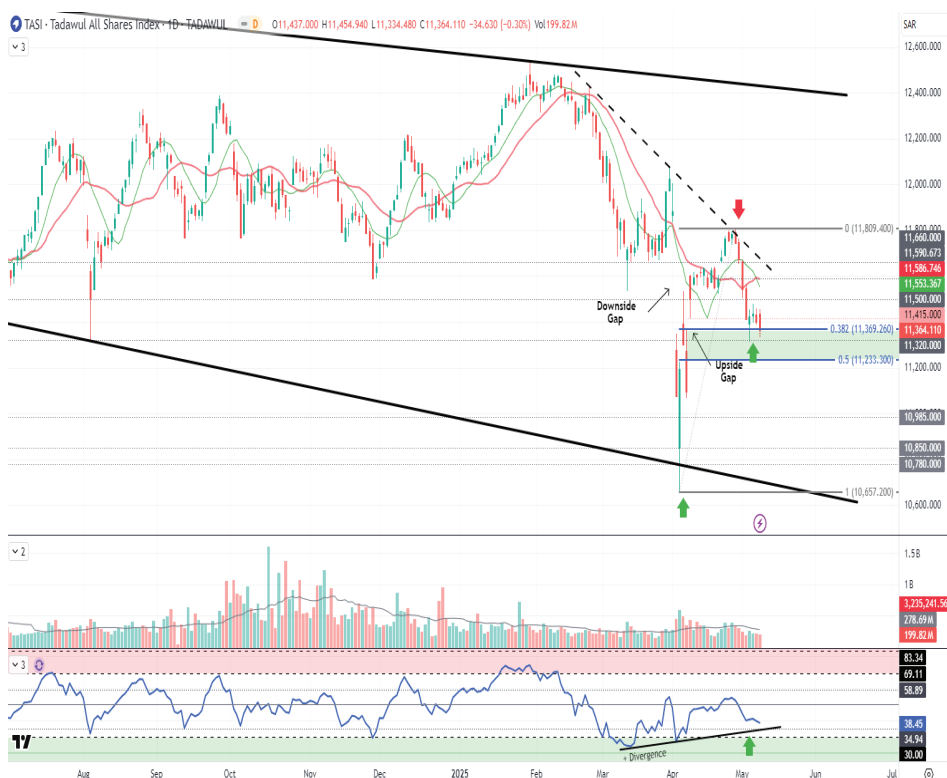 TASI · Tadawul All Shares Index · 1D · TADAWUL D O11,437.000 H11,454.940 L11,334.480 C11,364.110 -34.630 (-0.30%) Vol199.82M
SAR
3
12,600.000
12,400.000
12,200.000
12,000.000
0 (11,809.400)
11,800.000
11,660.000
11,590.673
11,586.746
11,553.367
11,500.000
Downside
Gap
11,415.000
0.382 (11,369.260)
11,364.110
11,320.000
Upside
Gap
0.5 (11,233.300)
11,200.000
10,985.000
10,850.000
10,780.000
1 (10,657.200)
10,600.000
2
1.5B
1B
3,235,241.56
278.69M
199.82M
3
83.34
69.11
58.89
38.45
34.94
30.00
+ Divergence
Aug Sep Oct Nov Dec 2025 Feb Mar Apr May Jun Jul